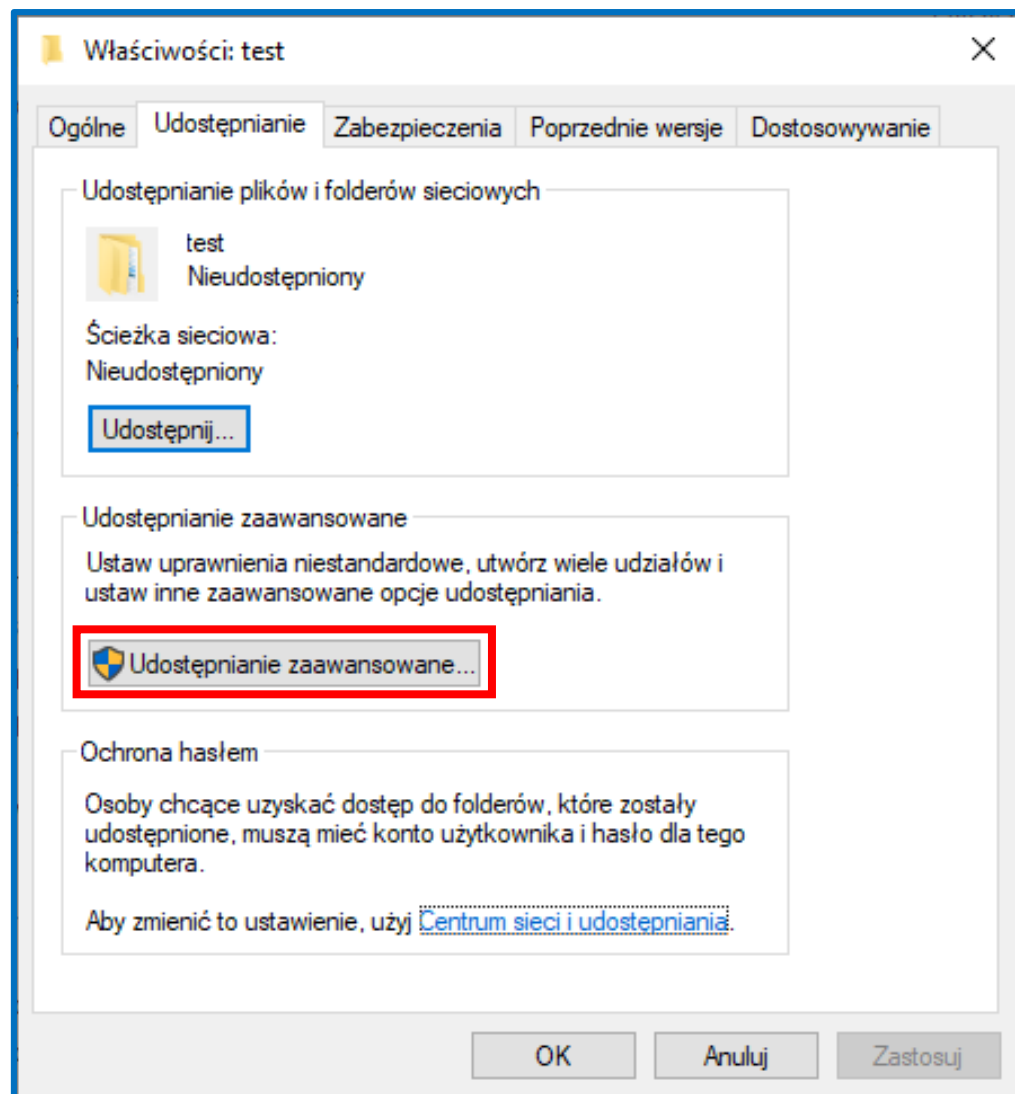 Właściwości: test
Ogólne Udostępnianie Zabezpieczenia Poprzednie wersje Dostosowywanie
Udostępnianie plików i folderów sieciowych
test
Nieudostępniony
Ścieżka sieciowa:
Nieudostępniony
Udostępnij...
Udostępnianie zaawansowane
Ustaw uprawnienia niestandardowe, utwórz wiele udziałów i
ustaw inne zaawansowane opcje udostępniania.
Udostępnianie zaawansowane...
Ochrona hasłem
Osoby chcące uzyskać dostęp do folderów, które zostały
udostępnione, muszą mieć konto użytkownika i hasło dla tego
komputera.
Aby zmienić to ustawienie, użyj Centrum sieci i udostępniania.
OK Anuluj Zastosuj